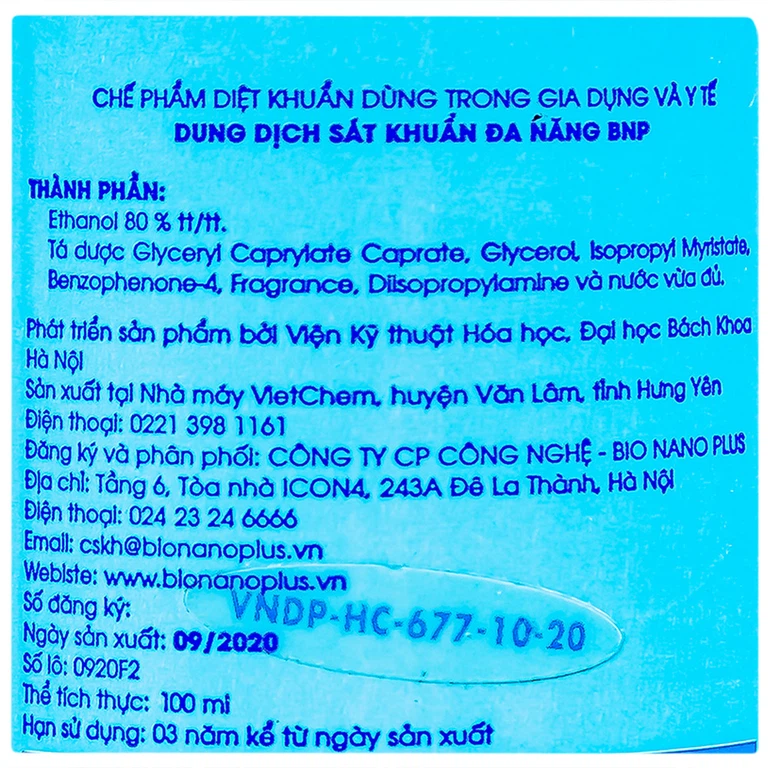 CHẾ PHẨM DIỆT KHUẨN DÙNG TRONG GIA DỤNG VÀ Y TẾ
DUNG DỊCH SÁT KHUẨN ĐA NĂNG BNP
THÀNH PHẦN:
Ethanol 80 % tt/tt.
Tá dược Glyceryl Caprylate Caprate, Glycerol, Isopropyl Myristate,
Benzophenone-4, Fragrance, Diisopropylamine và nước vừa đủ.
Phát triển sản phẩm bởi Viện Kỹ thuật Hóa học, Đại học Bách Khoa
Hà Nội
Sản xuất tại Nhà máy VietChem, huyện Văn Lâm, tỉnh Hưng Yên
Điện thoại: 0221 398 1161
Đăng ký và phân phối: CÔNG TY CP CÔNG NGHỆ - BIO NANO PLUS
Địa chỉ: Tầng 6, Tòa nhà ICON4, 243A Đê La Thành, Hà Nội
Điện thoại: 024 23 24 6666
Email: cskh@bionanoplus.vn
Webiste: www.bionanoplus.vn
Số đăng ký: VNDP-HC-677-10-20
Ngày sản xuất: 09/2020
Số lô: 0920F2
Thể tích thực: 100 ml
Hạn sử dụng: 03 năm kể từ ngày sản xuất